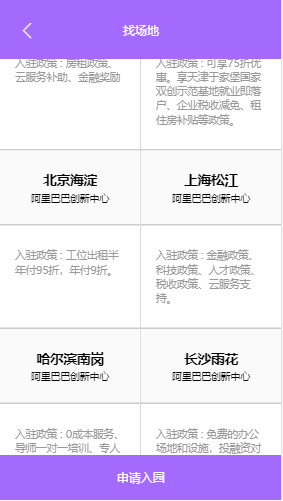 找场地
入驻政策：房租政策、
云服务补助、金融奖励
入驻政策：可享75折优
惠。享天津于家堡国家
双创示范基地就业即落
户、企业税收减免、租
住房补贴等政策。
北京海淀
阿里巴巴创新中心
上海松江
阿里巴巴创新中心
入驻政策：工位出租半
年付95折，年付9折。
入驻政策：金融政策、
科技政策、人才政策、
税收政策、云服务支
持。
哈尔滨南岗
阿里巴巴创新中心
长沙雨花
阿里巴巴创新中心
入驻政策：0成本服务、
导师一对一培训、专人
入驻政策：免费的办公
场地和设施，投融资对
申请入网